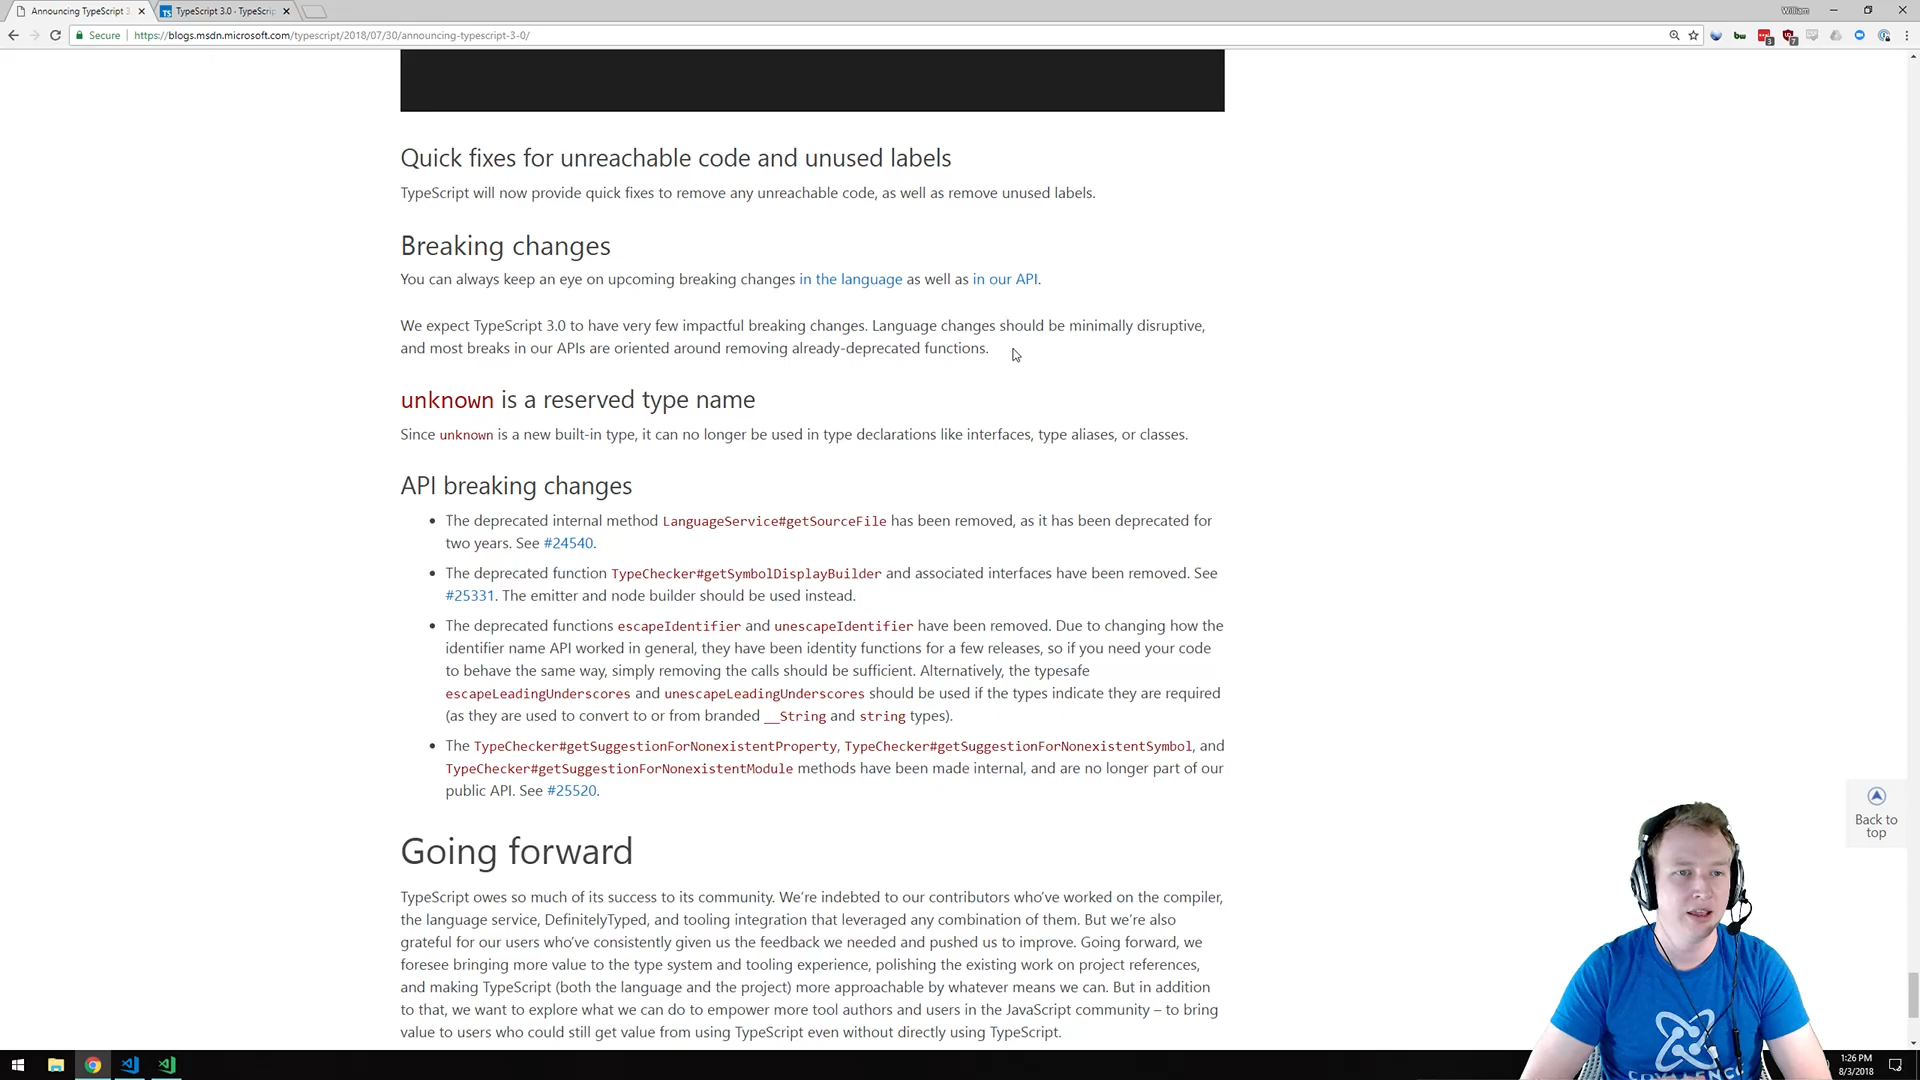 Announcing TypeScript 3
TypeScript 3.0 - TypeScrip
William
Secure
https://blogs.msdn.microsoft.com/typescript/2018/07/30/announcing-typescript-3-0/
Quick fixes for unreachable code and unused labels
TypeScript will now provide quick fixes to remove any unreachable code, as well as remove unused labels.
Breaking changes
You can always keep an eye on upcoming breaking changes in the language as well as in our API.
We expect TypeScript 3.0 to have very few impactful breaking changes. Language changes should be minimally disruptive,
and most breaks in our APIs are oriented around removing already-deprecated functions.
unknown is a reserved type name
Since unknown is a new built-in type, it can no longer be used in type declarations like interfaces, type aliases, or classes.
API breaking changes
• The deprecated internal method LanguageService#getSourceFile has been removed, as it has been deprecated for
two years. See #24540.
• The deprecated function TypeChecker#getSymbolDisplayBuilder and associated interfaces have been removed. See
#25331. The emitter and node builder should be used instead.
• The deprecated functions escapeIdentifier and unescapeIdentifier have been removed. Due to changing how the
identifier name API worked in general, they have been identity functions for a few releases, so if you need your code
to behave the same way, simply removing the calls should be sufficient. Alternatively, the typesafe
escapeLeadingUnderscores and unescapeLeadingUnderscores should be used if the types indicate they are required
(as they are used to convert to or from branded __String and string types).
• The TypeChecker#getSuggestionForNonexistentProperty, TypeChecker#getSuggestionForNonexistentSymbol, and
TypeChecker#getSuggestionForNonexistentModule methods have been made internal, and are no longer part of our
public API. See #25520.
Back to
top
Going forward
TypeScript owes so much of its success to its community. We're indebted to our contributors who've worked on the compiler,
the language service, DefinitelyTyped, and tooling integration that leveraged any combination of them. But we're also
grateful for our users who've consistently given us the feedback we needed and pushed us to improve. Going forward, we
foresee bringing more value to the type system and tooling experience, polishing the existing work on project references,
and making TypeScript (both the language and the project) more approachable by whatever means we can. But in addition
to that, we want to explore what we can do to empower more tool authors and users in the JavaScript community – to bring
value to users who could still get value from using TypeScript even without directly using TypeScript.
1:26 PM
8/3/2018